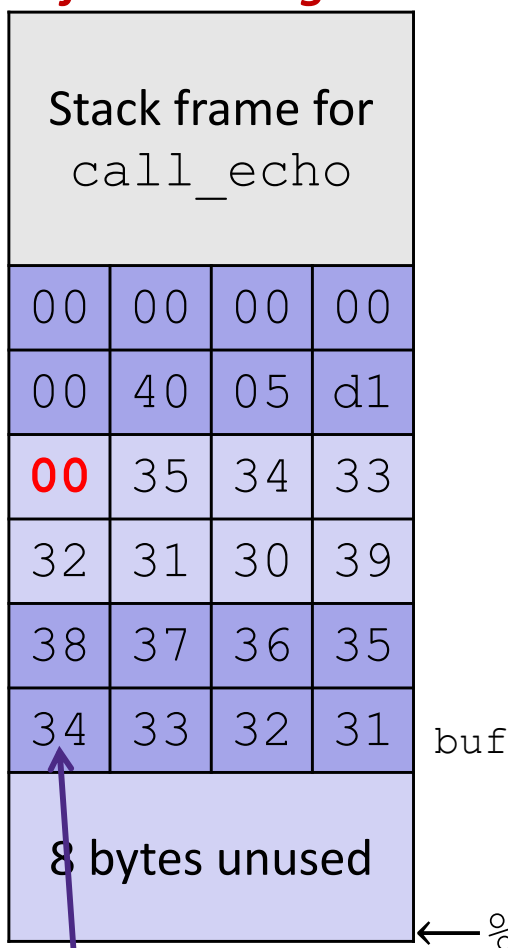 Stack frame for
call_echo
00 00 00 00
00 40 05 d1
00 35 34 33
32 31 30 39
38 37 36 35
34 33 32 31 buf
8 bytes unused
←%